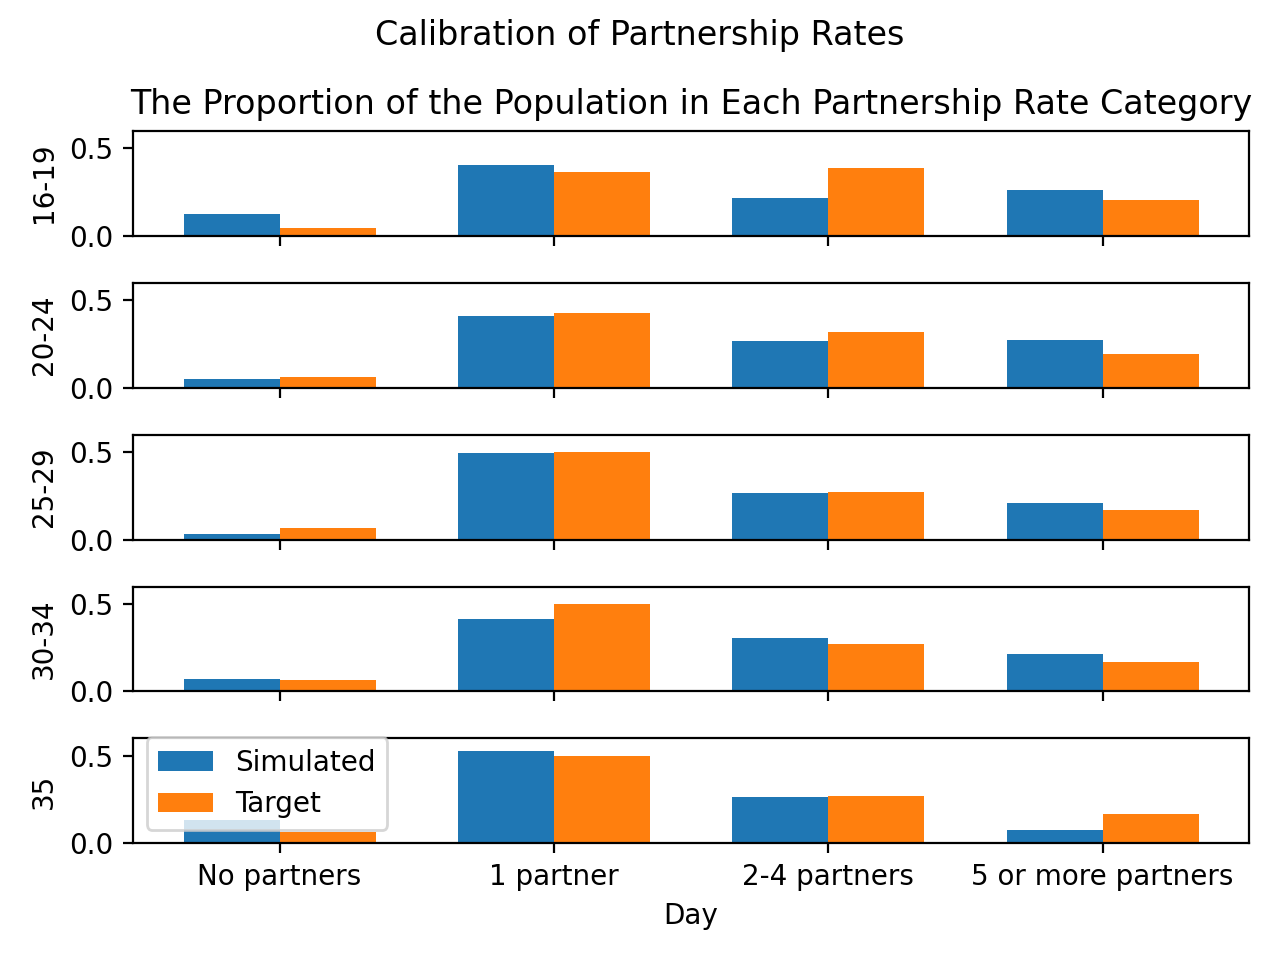 Calibration of Partnership Rates
The Proportion of the Population in Each Partnership Rate Category
0.5
0.0
16-19
0.5
0.0
20-24
0.5
0.0
25-29
0.5
0.0
30-34
0.5
0.0
35
Simulated
Target
No partners
1 partner
2-4 partners
5 or more partners
Day